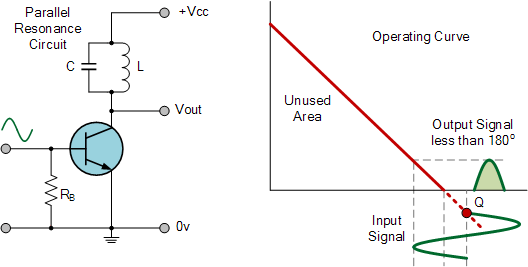 Parallel
Resonance
Circuit
+Vcc
C
L
Vout
RB
0v
Operating Curve
Unused
Area
Output Signal
less than 180°
Q
Input
Signal